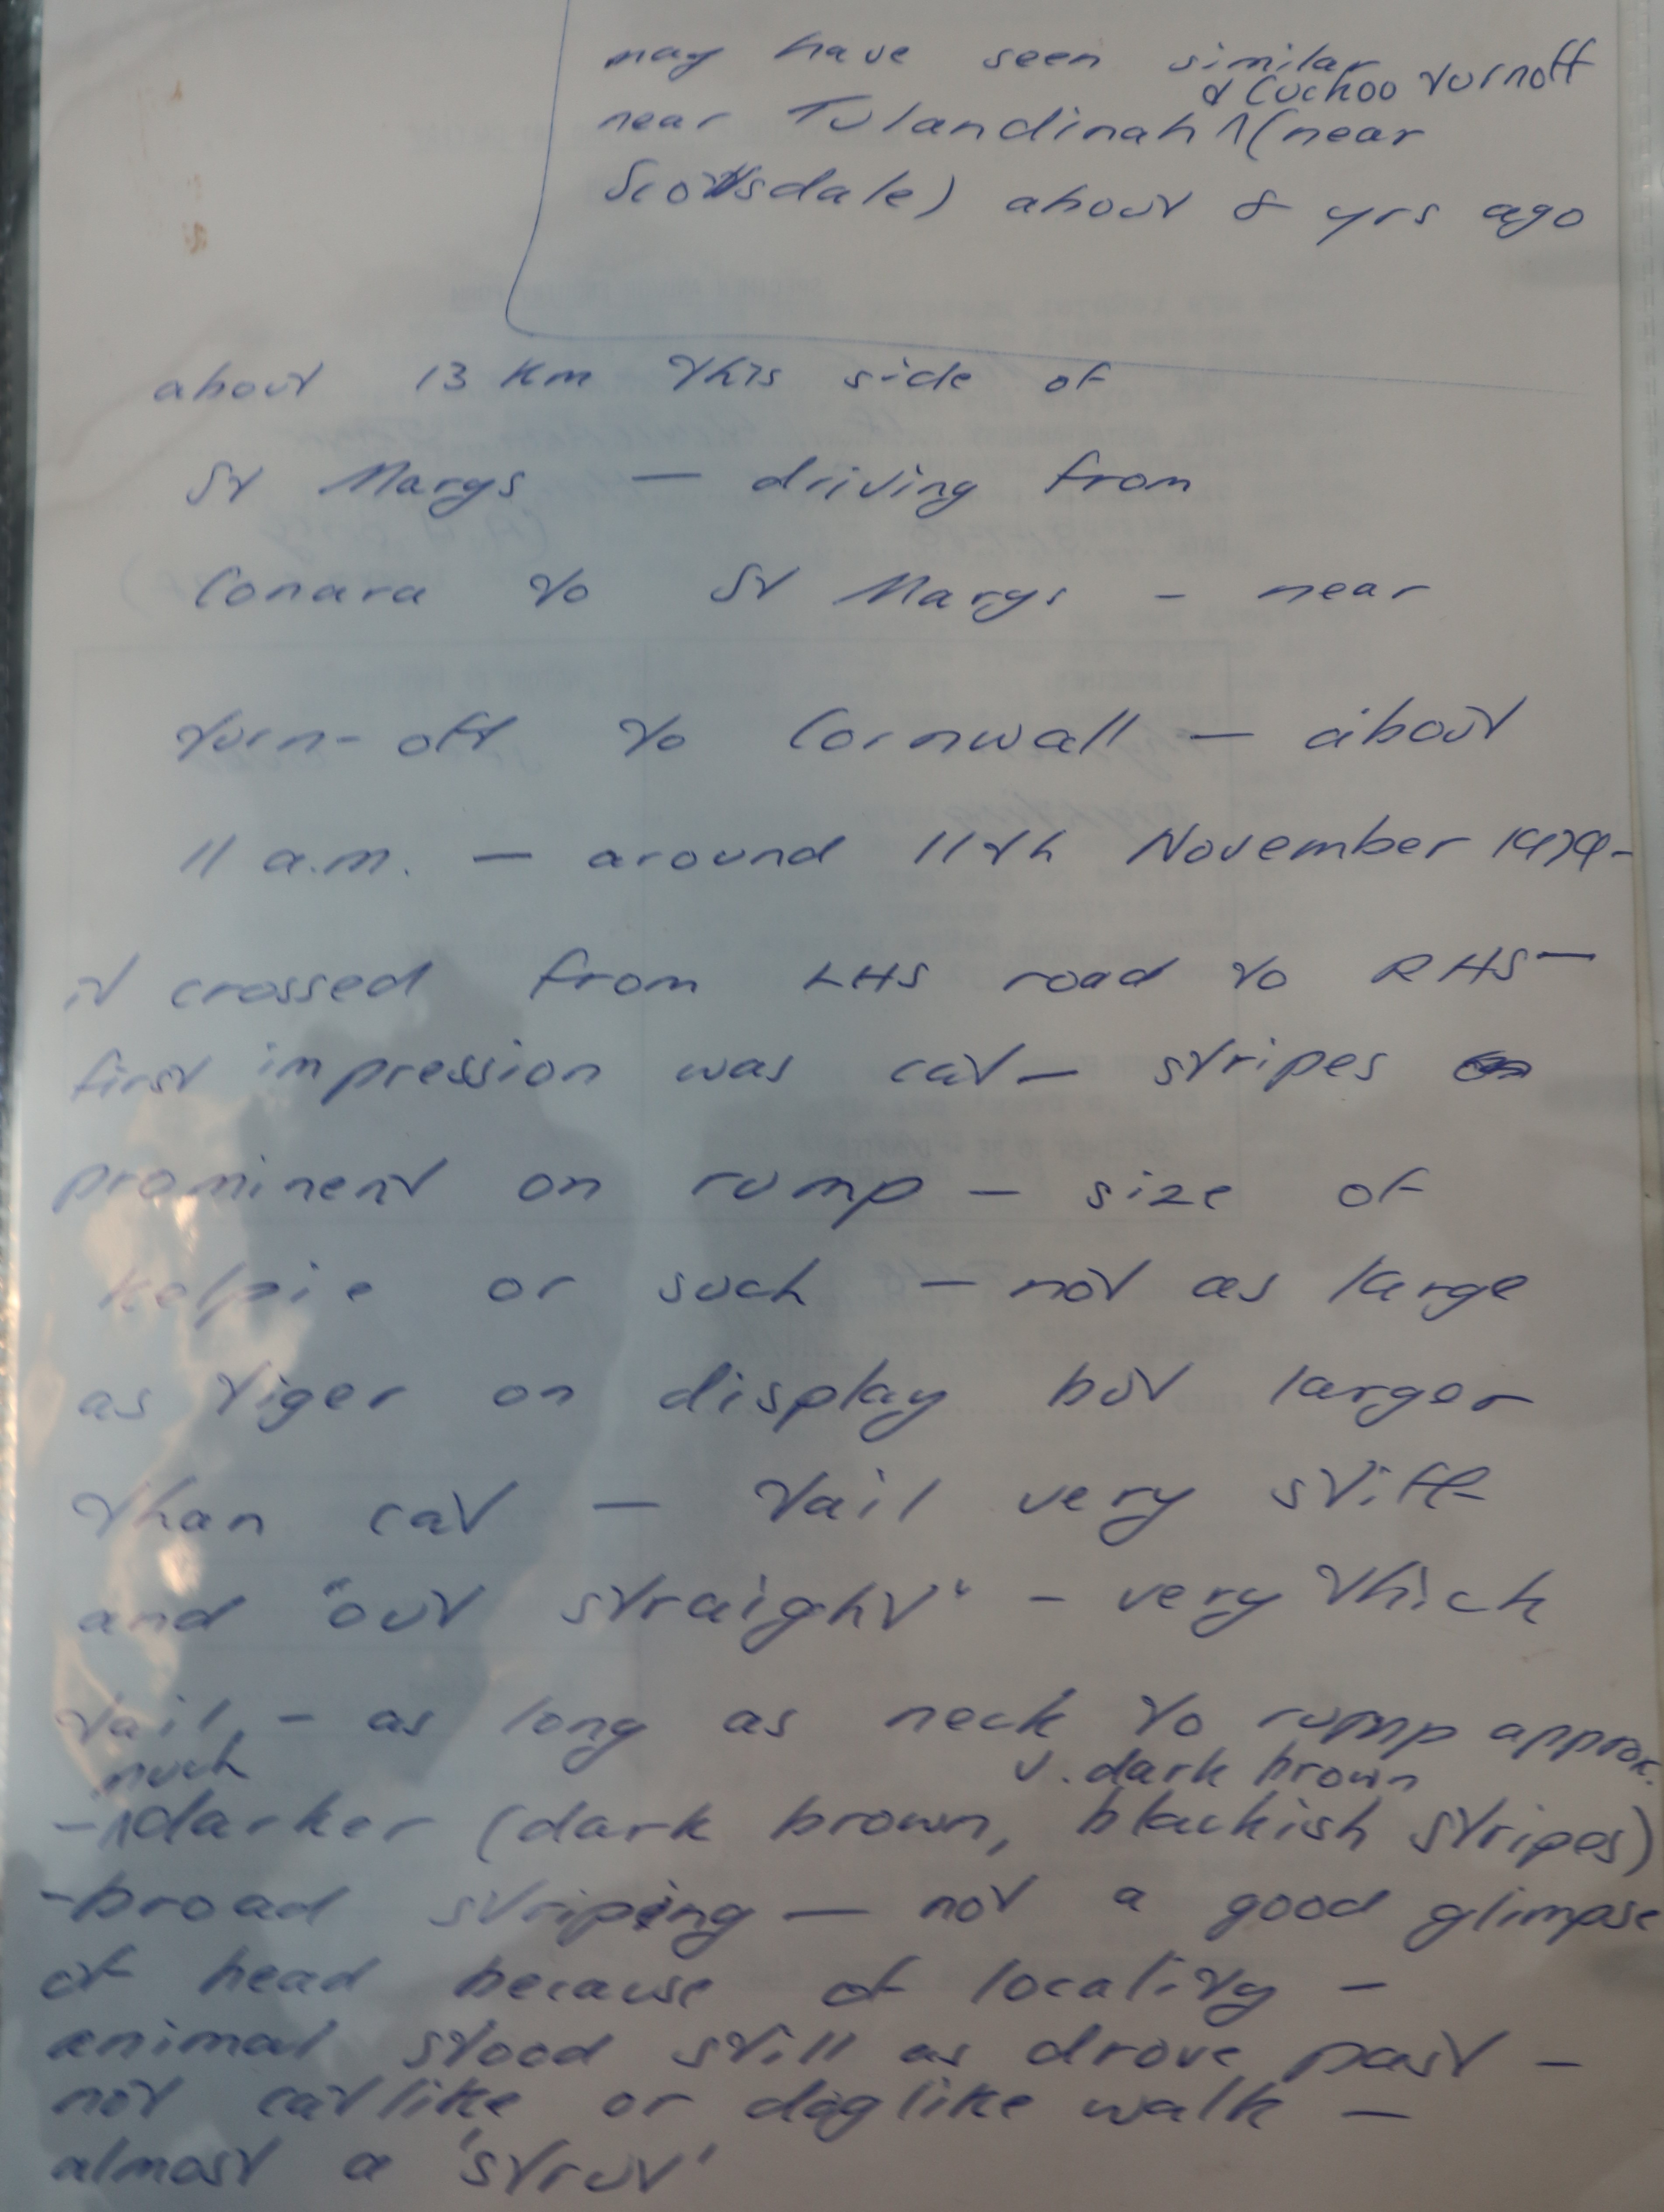 may have seen similar
& Cuckoo turnoff
near Tulandinah ^ (near
Scottsdale) about 8 yrs ago
about 13 Km this side of
St Marys — driving from
Conara to St Marys - near
turn-off to Cornwall — about
11 a.m. — around 11th November 1979-
it crossed from LHS road to RHS —
first impression was cat — stripes
prominent on rump — size of
kelpie or such — not as large
as tiger on display but larger
than cat — tail very stiff
and "out straight" - very thick
tail, - as long as neck to rump approx.
much v. dark brown
- ^ darker (dark brown, blackish stripes)
- broad striping — not a good glimpse
of head because of locality -
animal stood still as drove past -
not catlike or doglike walk —
almost a 'strut'